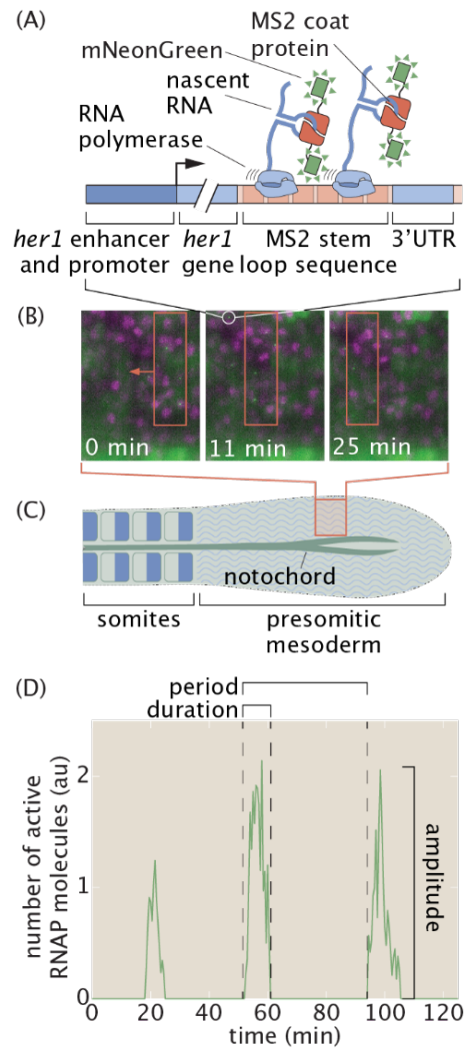 (A)
MS2 coat
protein
mNeonGreen
nascent
RNA
RNA
polymerase
her1 enhancer
and promoter
her1
gene
MS2 stem
loop sequence
3'UTR
(B)
0 min
11 min
25 min
(C)
notochord
somites
presomitic
mesoderm
(D)
period
duration
number of active
RNAP molecules (au)
2
1
0
amplitude
0 20 40 60 80 100 120
time (min)